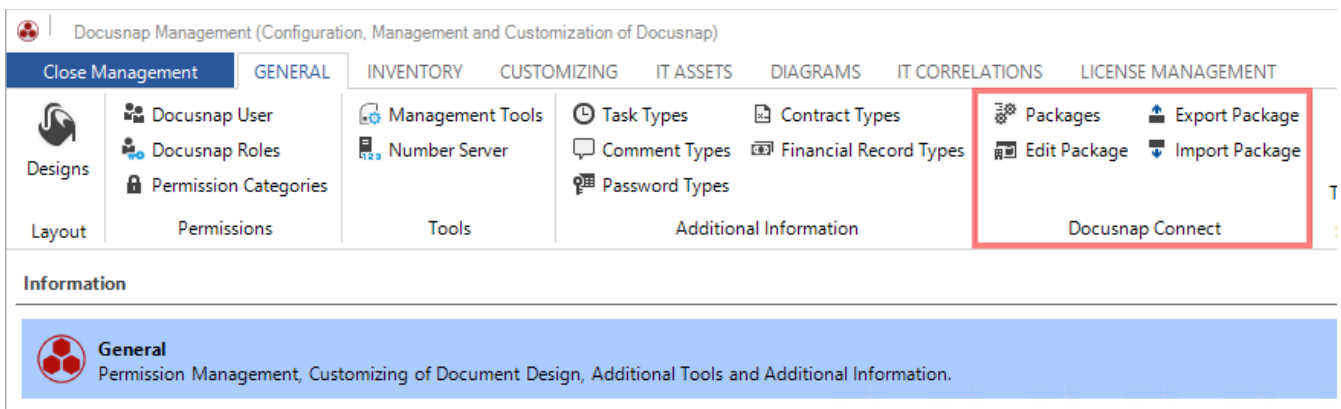 Docusnap Management (Configuration, Management and Customization of Docusnap)
Close Management GENERAL INVENTORY CUSTOMIZING IT ASSETS DIAGRAMS IT CORRELATIONS LICENSE MANAGEMENT
Docusnap User Management Tools Task Types Contract Types Packages Export Package
Docusnap Roles Number Server Comment Types Financial Record Types Edit Package Import Package
Designs
Permission Categories Password Types
Layout Permissions Tools Additional Information Docusnap Connect
Information
General
Permission Management, Customizing of Document Design, Additional Tools and Additional Information.